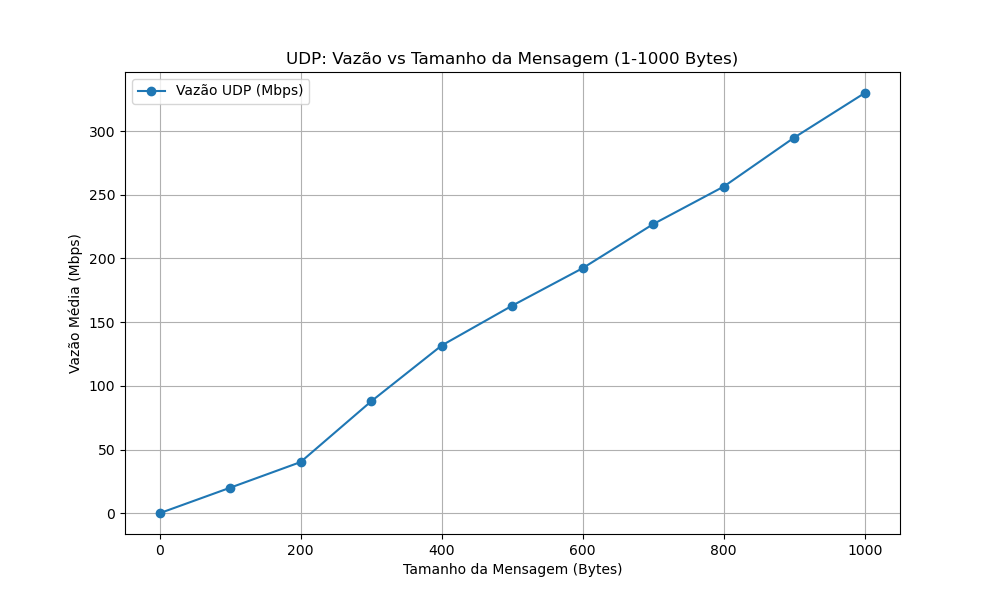 UDP: Vazão vs Tamanho da Mensagem (1-1000 Bytes)
Vazão UDP (Mbps)
Vazão Média (Mbps)
300
250
200
150
100
50
0
0 200 400 600 800 1000
Tamanho da Mensagem (Bytes)